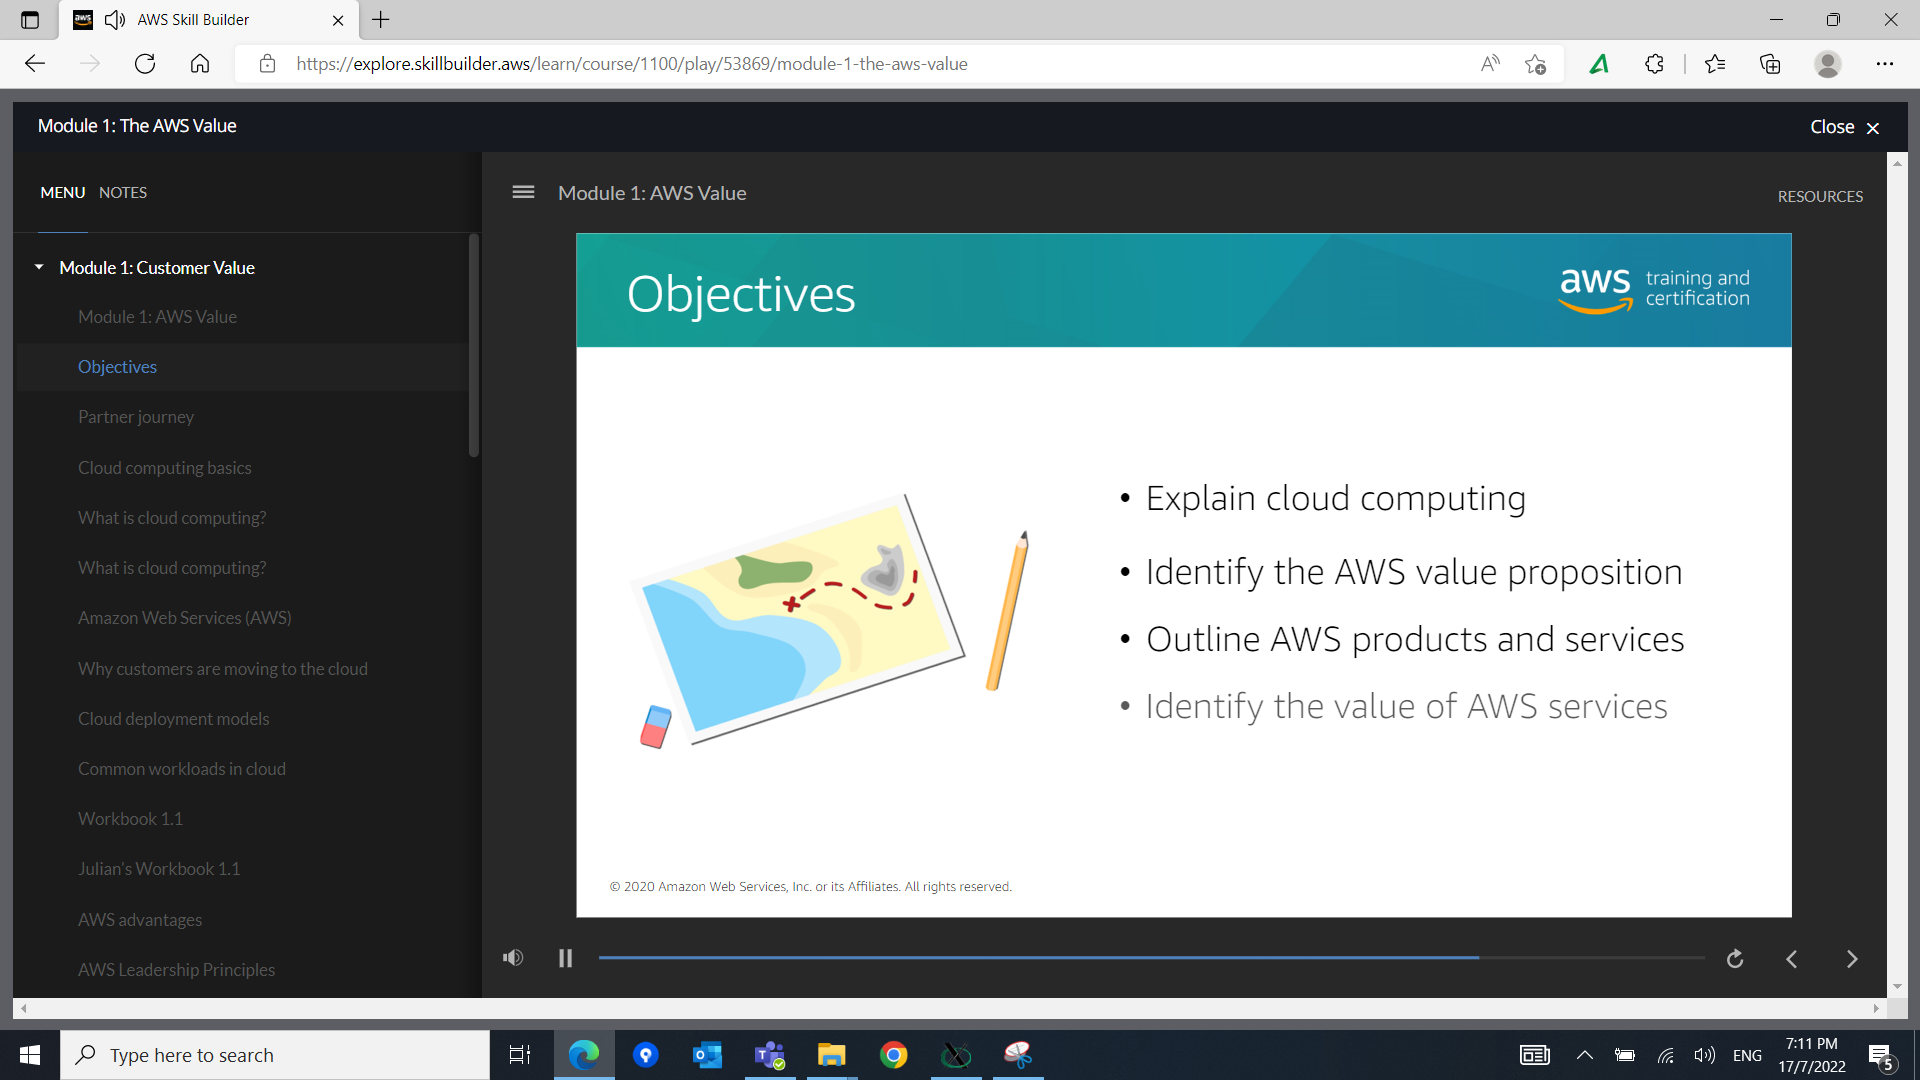 AWS Skill Builder
https://explore.skillbuilder.aws/learn/course/1100/play/53869/module-1-the-aws-value
Module 1: The AWS Value
Close
MENU NOTES
Module 1: AWS Value
RESOURCES
Module 1: Customer Value
Module 1: AWS Value
Objectives
Partner journey
Cloud computing basics
What is cloud computing?
What is cloud computing?
Amazon Web Services (AWS)
Why customers are moving to the cloud
Cloud deployment models
Common workloads in cloud
Workbook 1.1
Julian's Workbook 1.1
AWS advantages
AWS Leadership Principles
Objectives
aws training and
certification
• Explain cloud computing
• Identify the AWS value proposition
• Outline AWS products and services
• Identify the value of AWS services
© 2020 Amazon Web Services, Inc. or its Affiliates. All rights reserved.
Type here to search
ENG
7:11 PM
17/7/2022
5